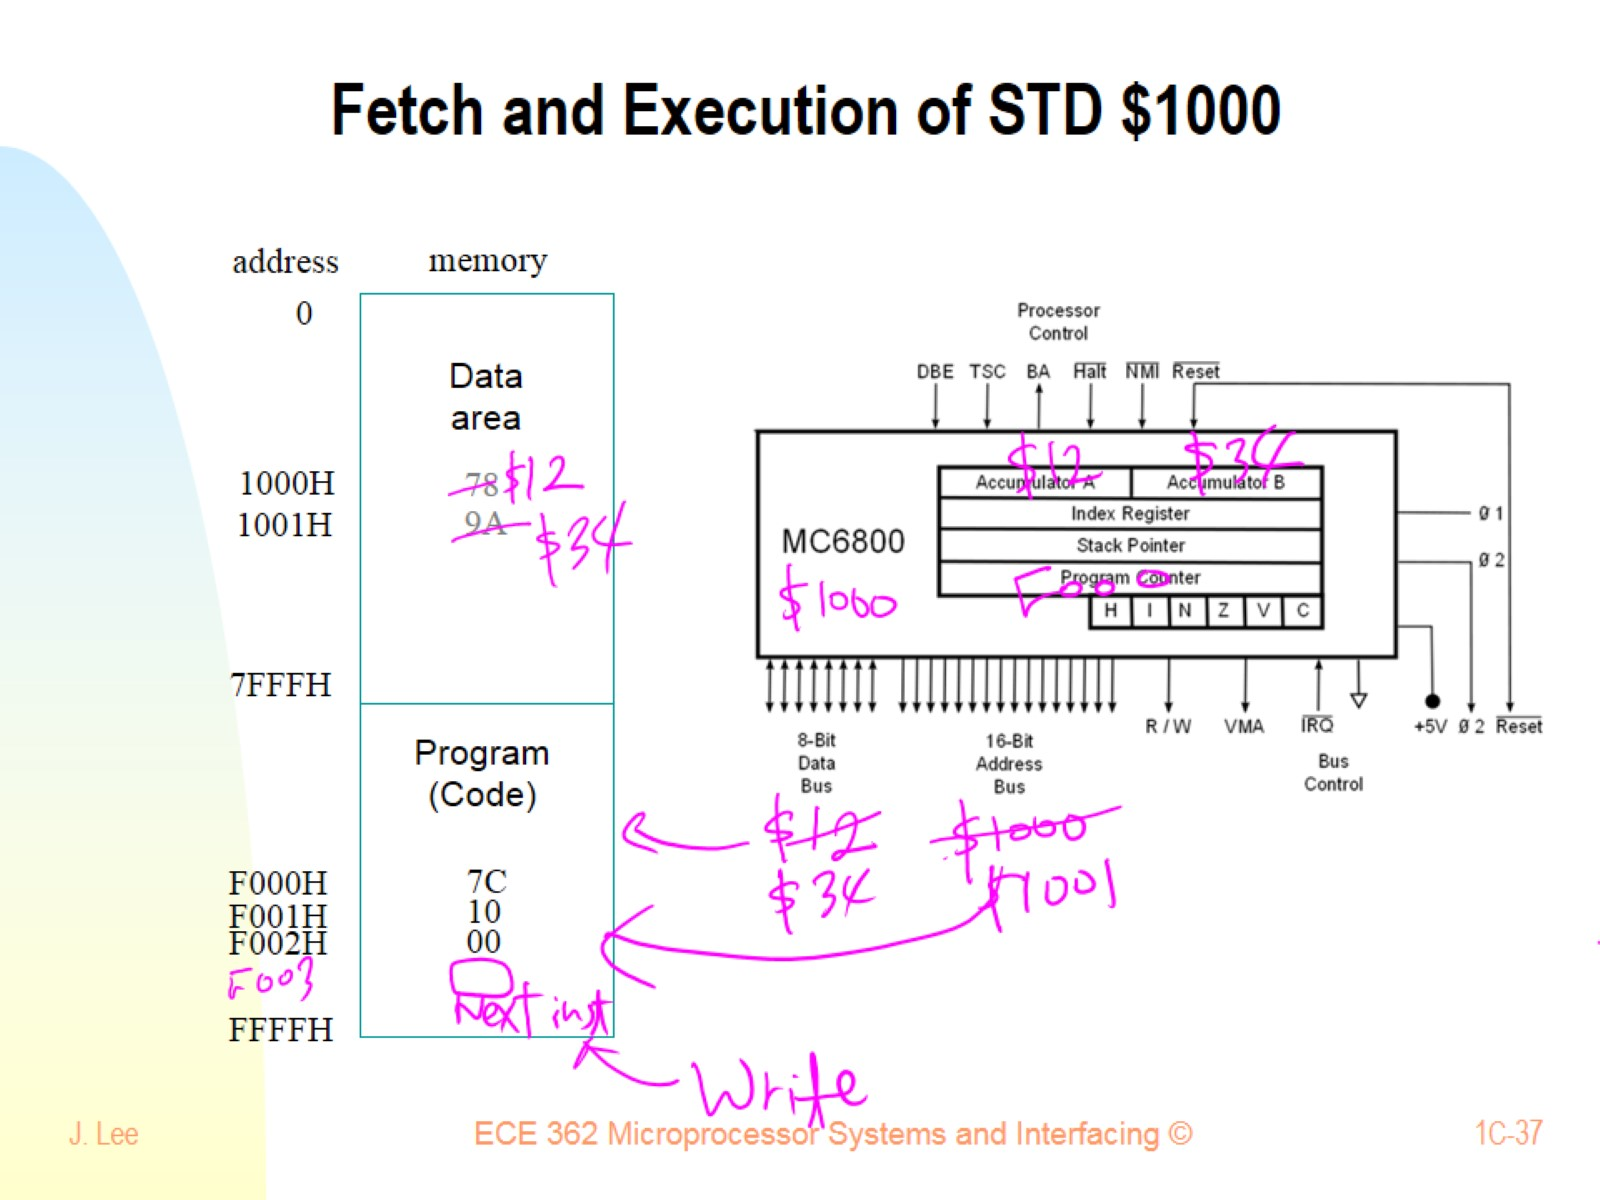 Fetch and Execution of STD $1000
address memory
0
Data
area
1000H 78 $12
1001H 9A $34
7FFFH
Program
(Code)
F000H 7C
F001H 10
F002H 00
F003
Next inst
FFFFH
Write
Processor
Control
DBE TSC BA Halt NMI Reset
$12 $34
Accumulator A Accumulator B
Index Register
Stack Pointer
Program Counter
F000
MC6800
$1000
H I N Z V C
Ø 1
Ø 2
R / W VMA IRQ +5V Ø 2 Reset
8-Bit
Data
Bus
16-Bit
Address
Bus
Bus
Control
$12 $1000
$34 $1001
J. Lee ECE 362 Microprocessor Systems and Interfacing © 1C-37